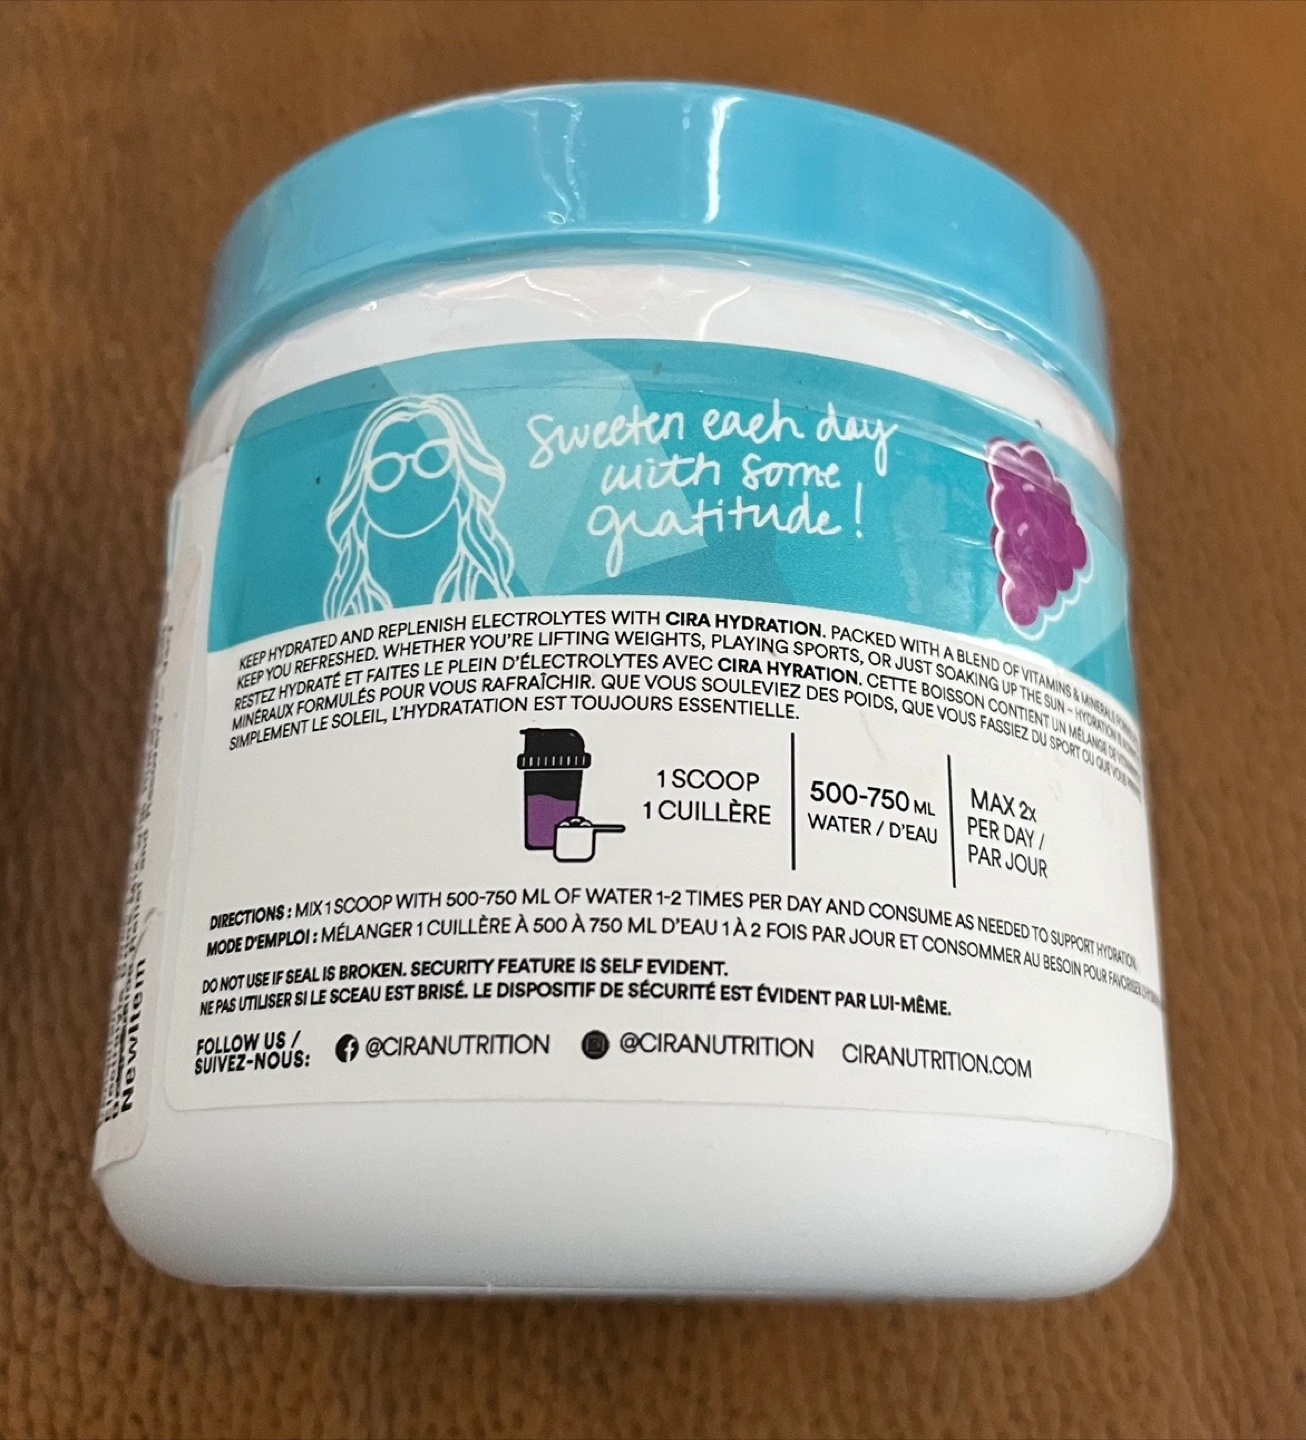 Sweeten each day
with some
gratitude!
KEEP HYDRATED AND REPLENISH ELECTROLYTES WITH CIRA HYDRATION. PACKED WITH A BLEND OF VITAMINS & MINERALS
KEEP YOU REFRESHED. WHETHER YOU'RE LIFTING WEIGHTS, PLAYING SPORTS, OR JUST SOAKING UP THE SUN - HYDRATION
RESTEZ HYDRATÉ ET FAITES LE PLEIN D'ÉLECTROLYTES AVEC CIRA HYRATION. CETTE BOISSON CONTIENT UN MÉLANGE DE
MINÉRAUX FORMULÉS POUR VOUS RAFRAÎCHIR. QUE VOUS SOULEVIEZ DES POIDS, QUE VOUS FASSIEZ DU SPORT OU QUE VOUS
SIMPLEMENT LE SOLEIL, L'HYDRATATION EST TOUJOURS ESSENTIELLE.
1 SCOOP
1 CUILLÈRE
500-750 ML
WATER / D'EAU
MAX 2x
PER DAY /
PAR JOUR
DIRECTIONS : MIX 1 SCOOP WITH 500-750 ML OF WATER 1-2 TIMES PER DAY AND CONSUME AS NEEDED TO SUPPORT HYDRATION.
MODE D'EMPLOI : MÉLANGER 1 CUILLÈRE À 500 À 750 ML D'EAU 1 À 2 FOIS PAR JOUR ET CONSOMMER AU BESOIN POUR
DO NOT USE IF SEAL IS BROKEN. SECURITY FEATURE IS SELF EVIDENT.
NE PAS UTILISER SI LE SCEAU EST BRISÉ. LE DISPOSITIF DE SÉCURITÉ EST ÉVIDENT PAR LUI-MÊME.
FOLLOW US /
SUIVEZ-NOUS:
@CIRANUTRITION
@CIRANUTRITION
CIRANUTRITION.COM
NewItem